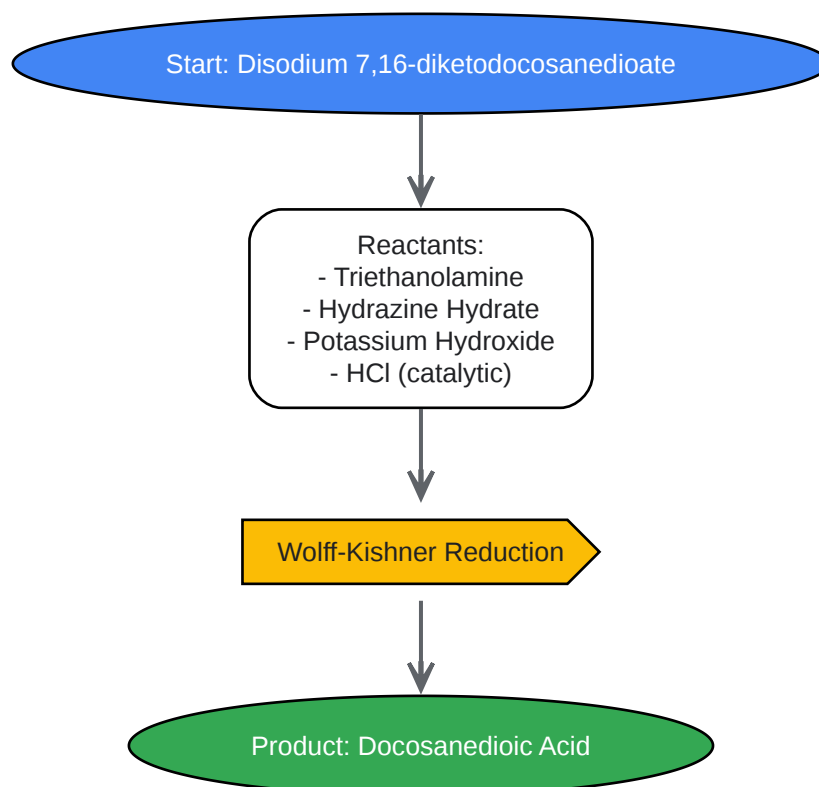 Start: Disodium 7,16-diketodocosanedioate
Reactants:
- Triethanolamine
- Hydrazine Hydrate
- Potassium Hydroxide
- HCl (catalytic)
Wolff-Kishner Reduction
Product: Docosanedioic Acid